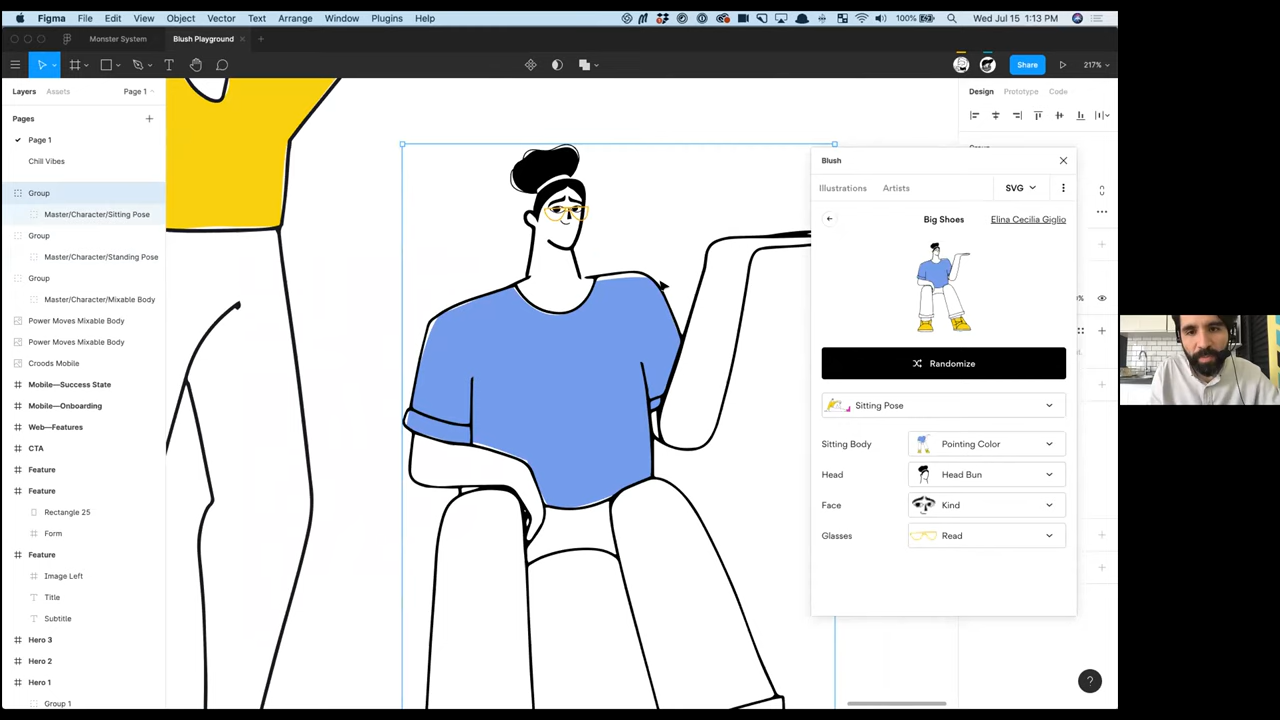 Figma File Edit View Object Vector Text Arrange Window Plugins Help 100% Wed Jul 15 1:13 PM
Monster System Blush Playground
Share 217%
Layers Assets Page 1
Pages
Page 1
Chill Vibes
Group
Master/Character/Sitting Pose
Group
Master/Character/Standing Pose
Group
Master/Character/Mixable Body
Power Moves Mixable Body
Power Moves Mixable Body
Croods Mobile
Mobile—Success State
Mobile—Onboarding
Web—Features
CTA
Feature
Feature
Rectangle 25
Form
Feature
Image Left
Title
Subtitle
Hero 3
Hero 2
Hero 1
Group 1
Design Prototype Code
Blush
Illustrations Artists SVG
Big Shoes Elina Cecilia Giglio
Randomize
Sitting Pose
Sitting Body Pointing Color
Head Head Bun
Face Kind
Glasses Read
?